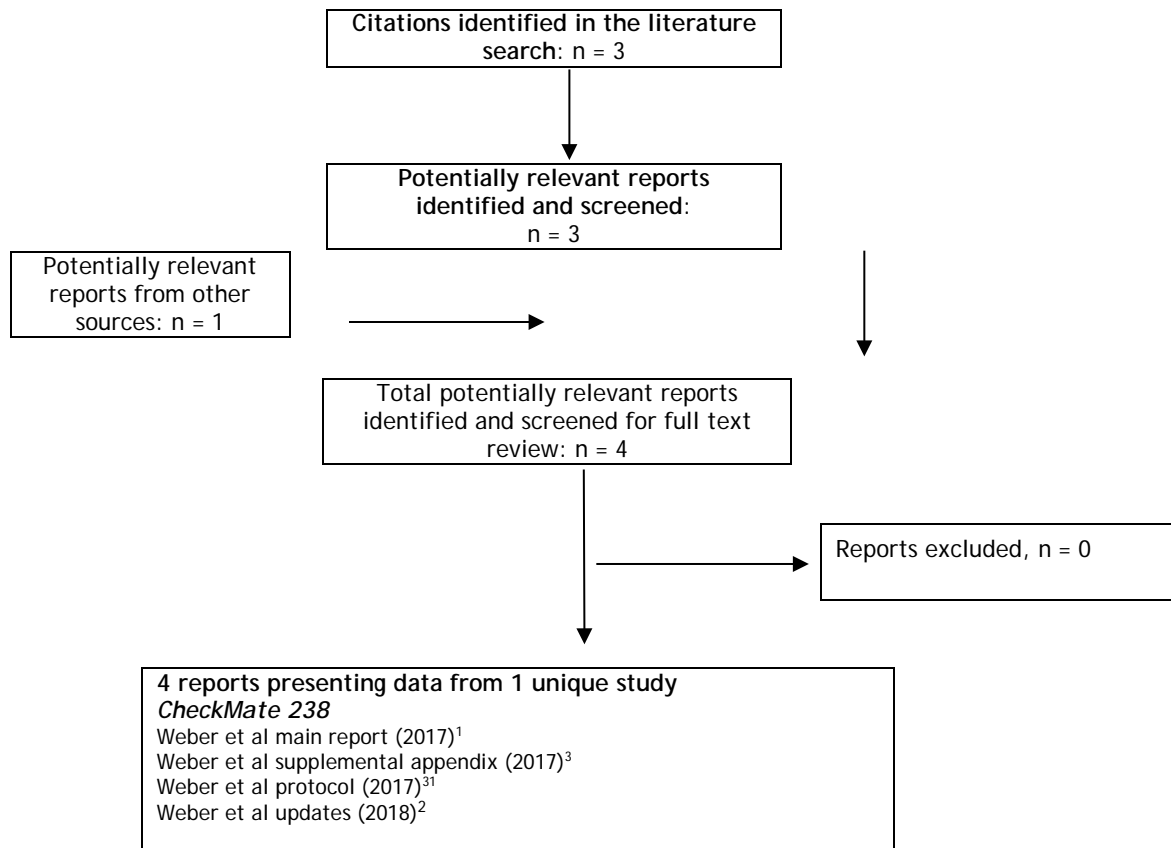 Citations identified in the literature
search: n = 3
Potentially relevant reports
identified and screened:
n = 3
Potentially relevant
reports from other
sources: n = 1
Total potentially relevant reports
identified and screened for full text
review: n = 4
Reports excluded, n = 0
4 reports presenting data from 1 unique study
CheckMate 238
Weber et al main report (2017)1
Weber et al supplemental appendix (2017)3
Weber et al protocol (2017)31
Weber et al updates (2018)2